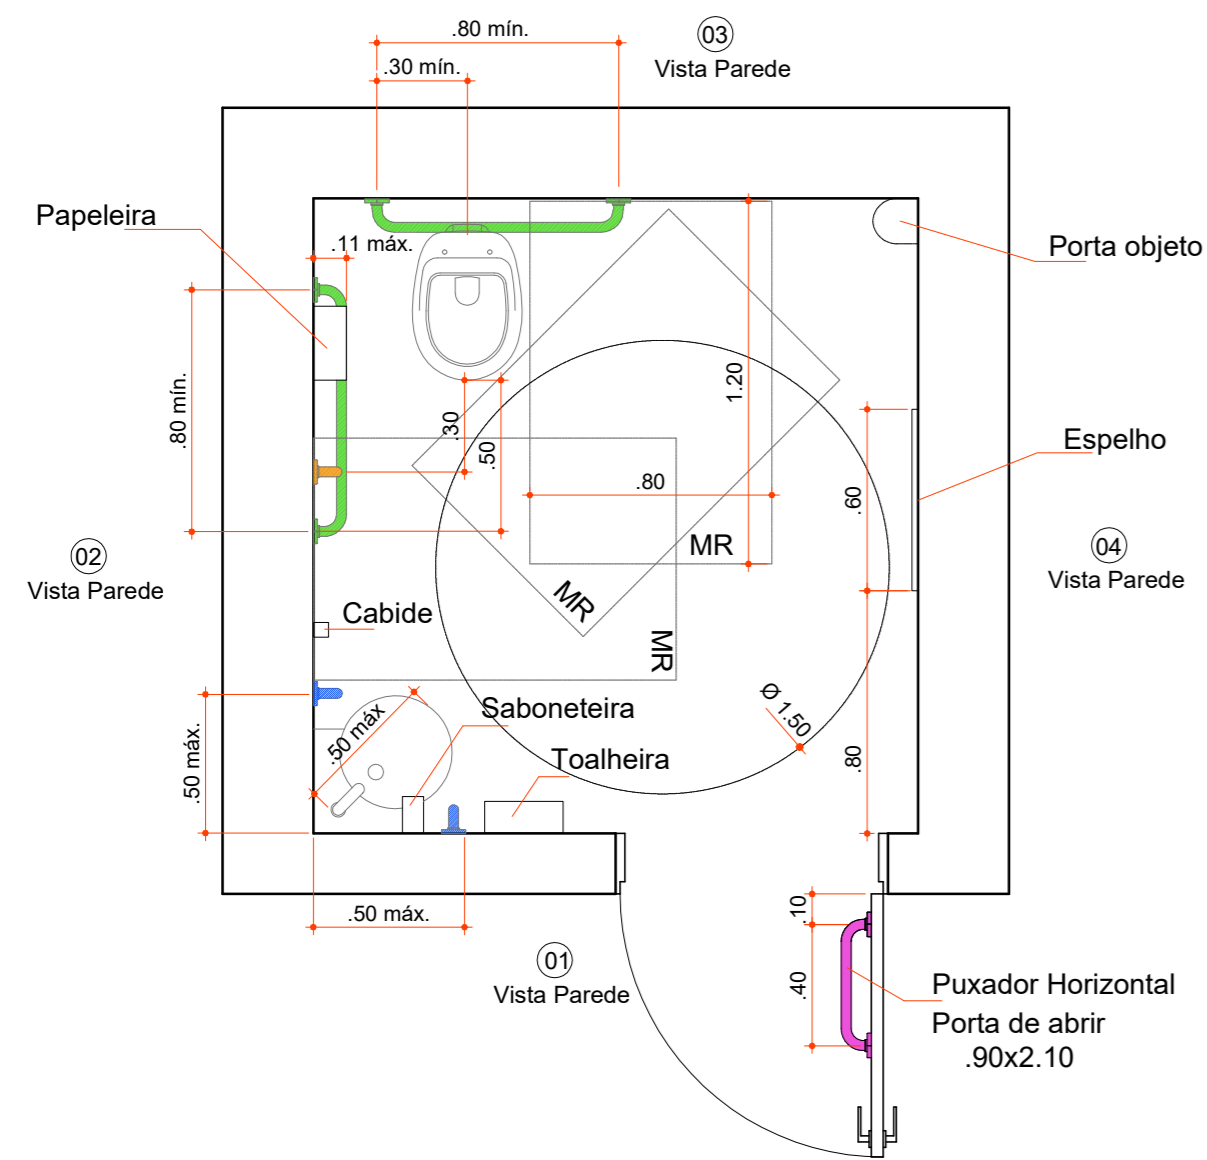 .80 mín.
03
Vista Parede
.30 mín.
Papeleira
.11 máx.
Porta objeto
1.20
.80 mín.
.30
.50
Espelho
.80
.60
MR
02
Vista Parede
04
Vista Parede
MR
Cabide
MR
Saboneteira
.50 máx
Ø 1.50
.50 máx.
Toalheira
.80
.50 máx.
.10
01
Vista Parede
.40
Puxador Horizontal
Porta de abrir
.90x2.10